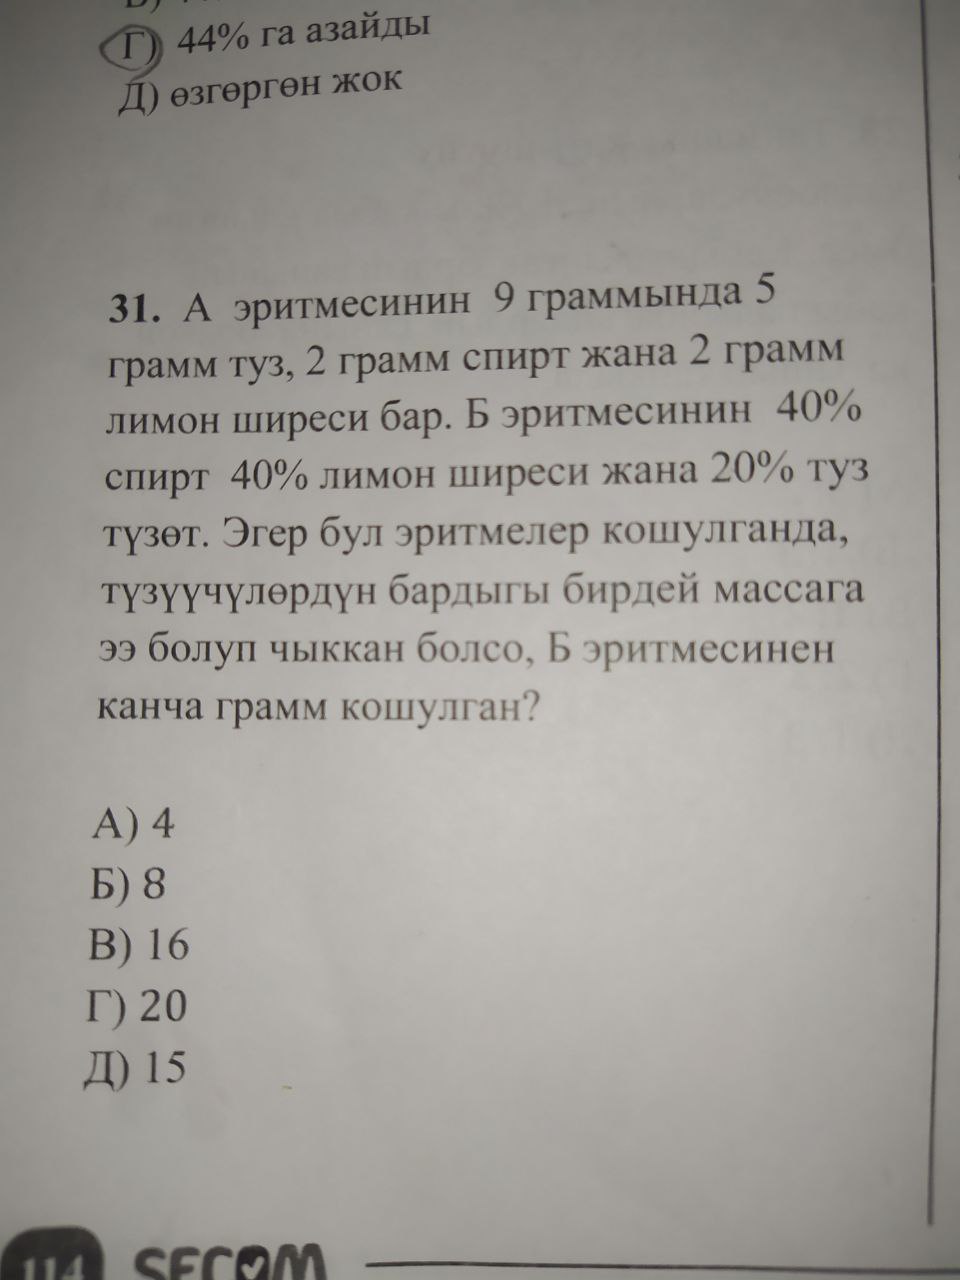 Г) 44% га азайды
Д) өзгөргөн жок
31. А эритмесинин 9 граммында 5
грамм туз, 2 грамм спирт жана 2 грамм
лимон ширеси бар. Б эритмесинин 40%
спирт 40% лимон ширеси жана 20% туз
түзөт. Эгер бул эритмелер кошулганда,
түзүүчүлөрдүн бардыгы бирдей массага
ээ болуп чыккан болсо, Б эритмесинен
канча грамм кошулган?
А) 4
Б) 8
В) 16
Г) 20
Д) 15
114 SECOM